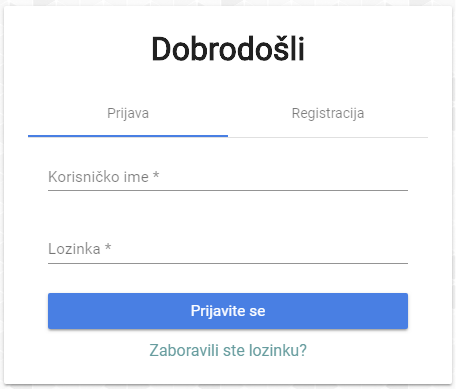 Dobrodošli
Prijava
Registracija
Korisničko ime *
Lozinka *
Prijavite se
Zaboravili ste lozinku?